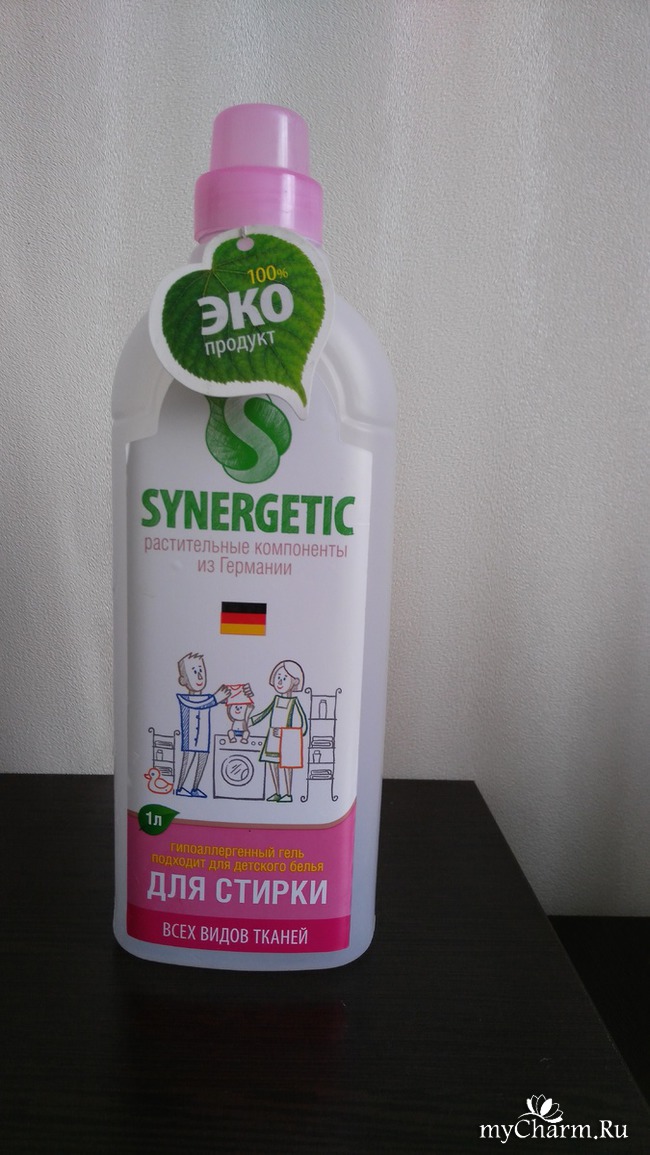 100%
ЭКО
продукт
SYNERGETIC
растительные компоненты
из Германии
1л
гипоаллергенный гель
подходит для детского белья
ДЛЯ СТИРКИ
ВСЕХ ВИДОВ ТКАНЕЙ
myCharm.Ru